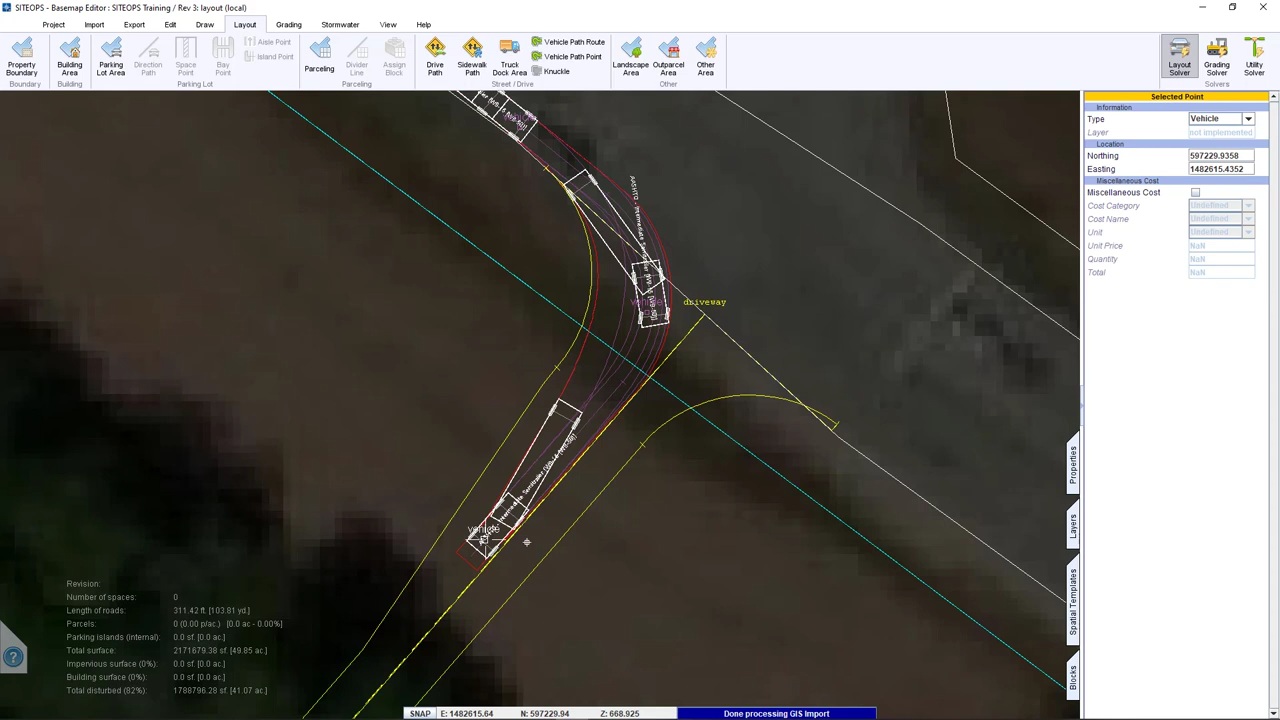 SITEOPS - Basemap Editor : SITEOPS Training / Rev 3: layout (local)
Project Import Export Edit Draw Layout Grading Stormwater View Help
Property Boundary
Building Area
Parking Lot Area
Direction Path
Space Point
Bay Point
Aisle Point
Island Point
Parceling
Divider Line
Assign Block
Drive Path
Sidewalk Path
Truck Dock Area
Vehicle Path Route
Vehicle Path Point
Knuckle
Landscape Area
Outparcel Area
Other Area
Layout Solver
Grading Solver
Utility Solver
Boundary Building Parking Lot Parceling Street / Drive Other Solvers
Selected Point
Information
Type Vehicle
Layer not implemented
Location
Northing 597229.9358
Easting 1482615.4352
Miscellaneous Cost
Miscellaneous Cost
Cost Category Undefined
Cost Name Undefined
Unit Undefined
Unit Price NaN
Quantity NaN
Total NaN
driveway
vehicle
vehicle
Properties
Layers
Spatial Templates
Blocks
Revision:
Number of spaces: 0
Length of roads: 311.42 ft. [103.81 yd.]
Parcels: 0 (0.00 p/ac.) [0.0 ac - 0.00%]
Parking islands (internal): 0.0 sf. [0.0 ac.]
Total surface: 2171679.38 sf. [49.85 ac.]
Impervious surface (0%): 0.0 sf. [0.0 ac.]
Building surface (0%): 0.0 sf. [0.0 ac.]
Total disturbed (82%): 1788796.28 sf. [41.07 ac.]
?
SNAP E: 1482615.64 N: 597229.94 Z: 668.925 Done processing GIS Import